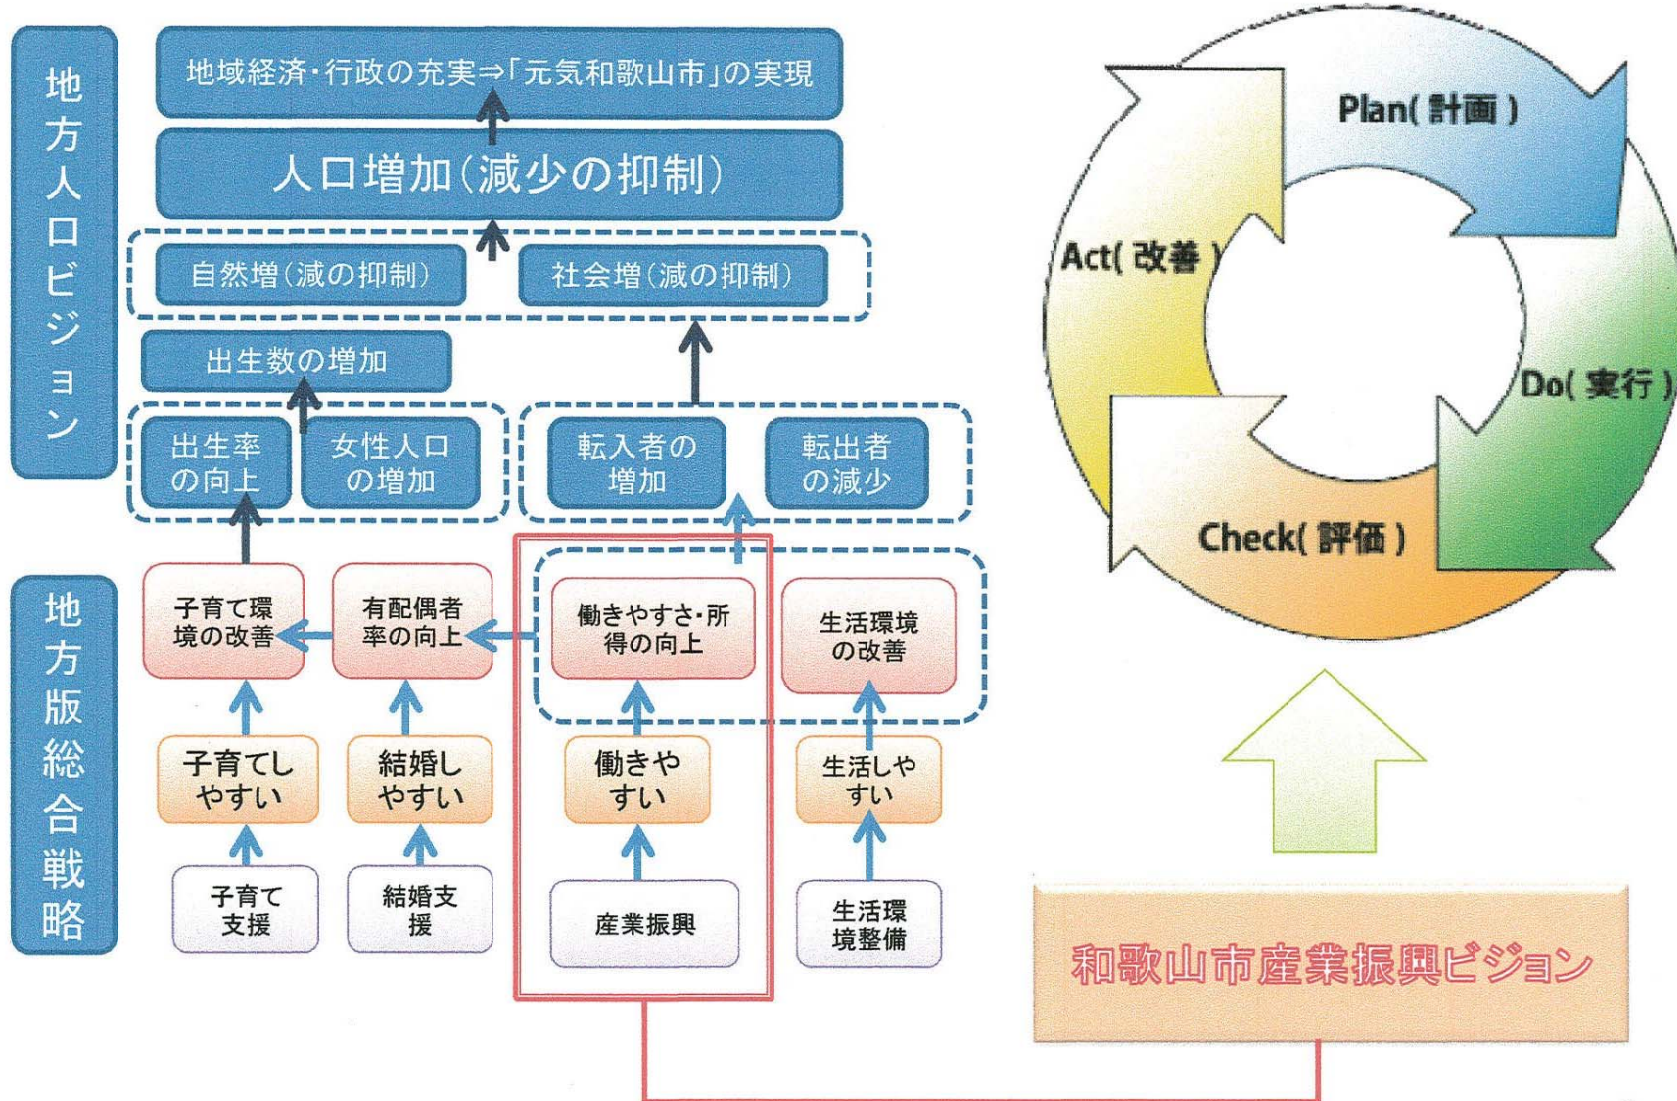 地方人口ビジョン
地域経済・行政の充実⇒「元気和歌山市」の実現
人口増加(減少の抑制)
自然増(減の抑制)
社会増(減の抑制)
出生数の増加
出生率
の向上
女性人口
の増加
転入者の
増加
転出者
の減少
地方版総合戦略
子育て環
境の改善
有配偶者
率の向上
働きやすさ・所
得の向上
生活環境
の改善
子育てし
やすい
結婚し
やすい
働きや
すい
生活しや
すい
子育て
支援
結婚支
援
産業振興
生活環
境整備
Plan(計画)
Act(改善)
Do(実行)
Check(評価)
和歌山市産業振興ビジョン